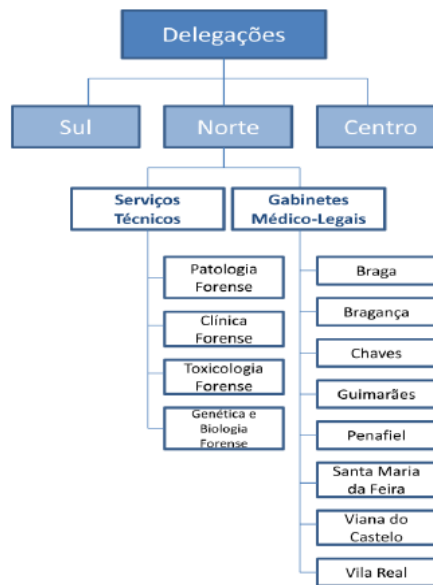 Delegações
Sul
Norte
Centro
Serviços
Técnicos
Gabinetes
Médico-Legais
Patologia
Forense
Clínica
Forense
Toxicologia
Forense
Genética e
Biologia
Forense
Braga
Bragança
Chaves
Guimarães
Penafiel
Santa Maria
da Feira
Viana do
Castelo
Vila Real